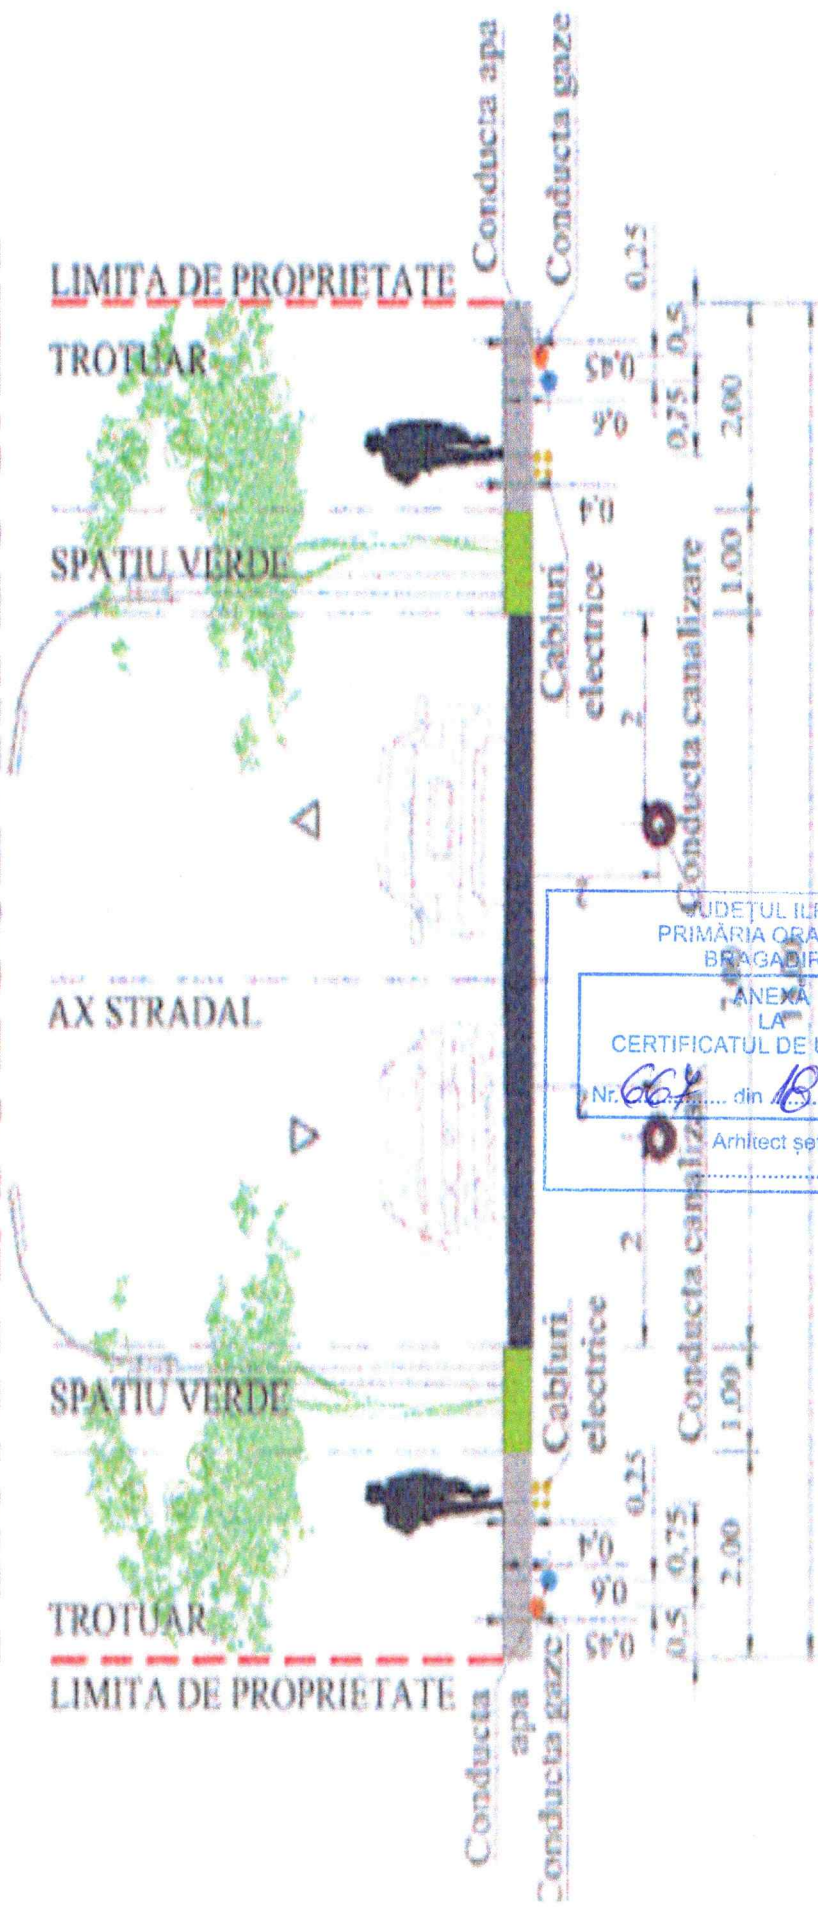 Conducta apa
Conducta gaze
LIMITA DE PROPRIETATE
TROTUAR
0,25
0,45
0,5
0,6
0,75
2,00
0,4
SPATIU VERDE
Cabluri
electrice
1.00
2
Conducta canalizare
AX STRADAL
JUDEȚUL
PRIMĂRIA
ANEXĂ
LA
CERTIFICATUL DE
Nr. 667 din 18
Arhitect
2
Conducta canalizare
SPATIU VERDE
Cabluri
electrice
1,00
0,25
0,4
0,75
0,6
2,00
TROTUAR
0,45
0,5
LIMITA DE PROPRIETATE
Conducta
apa
Conducta gaze